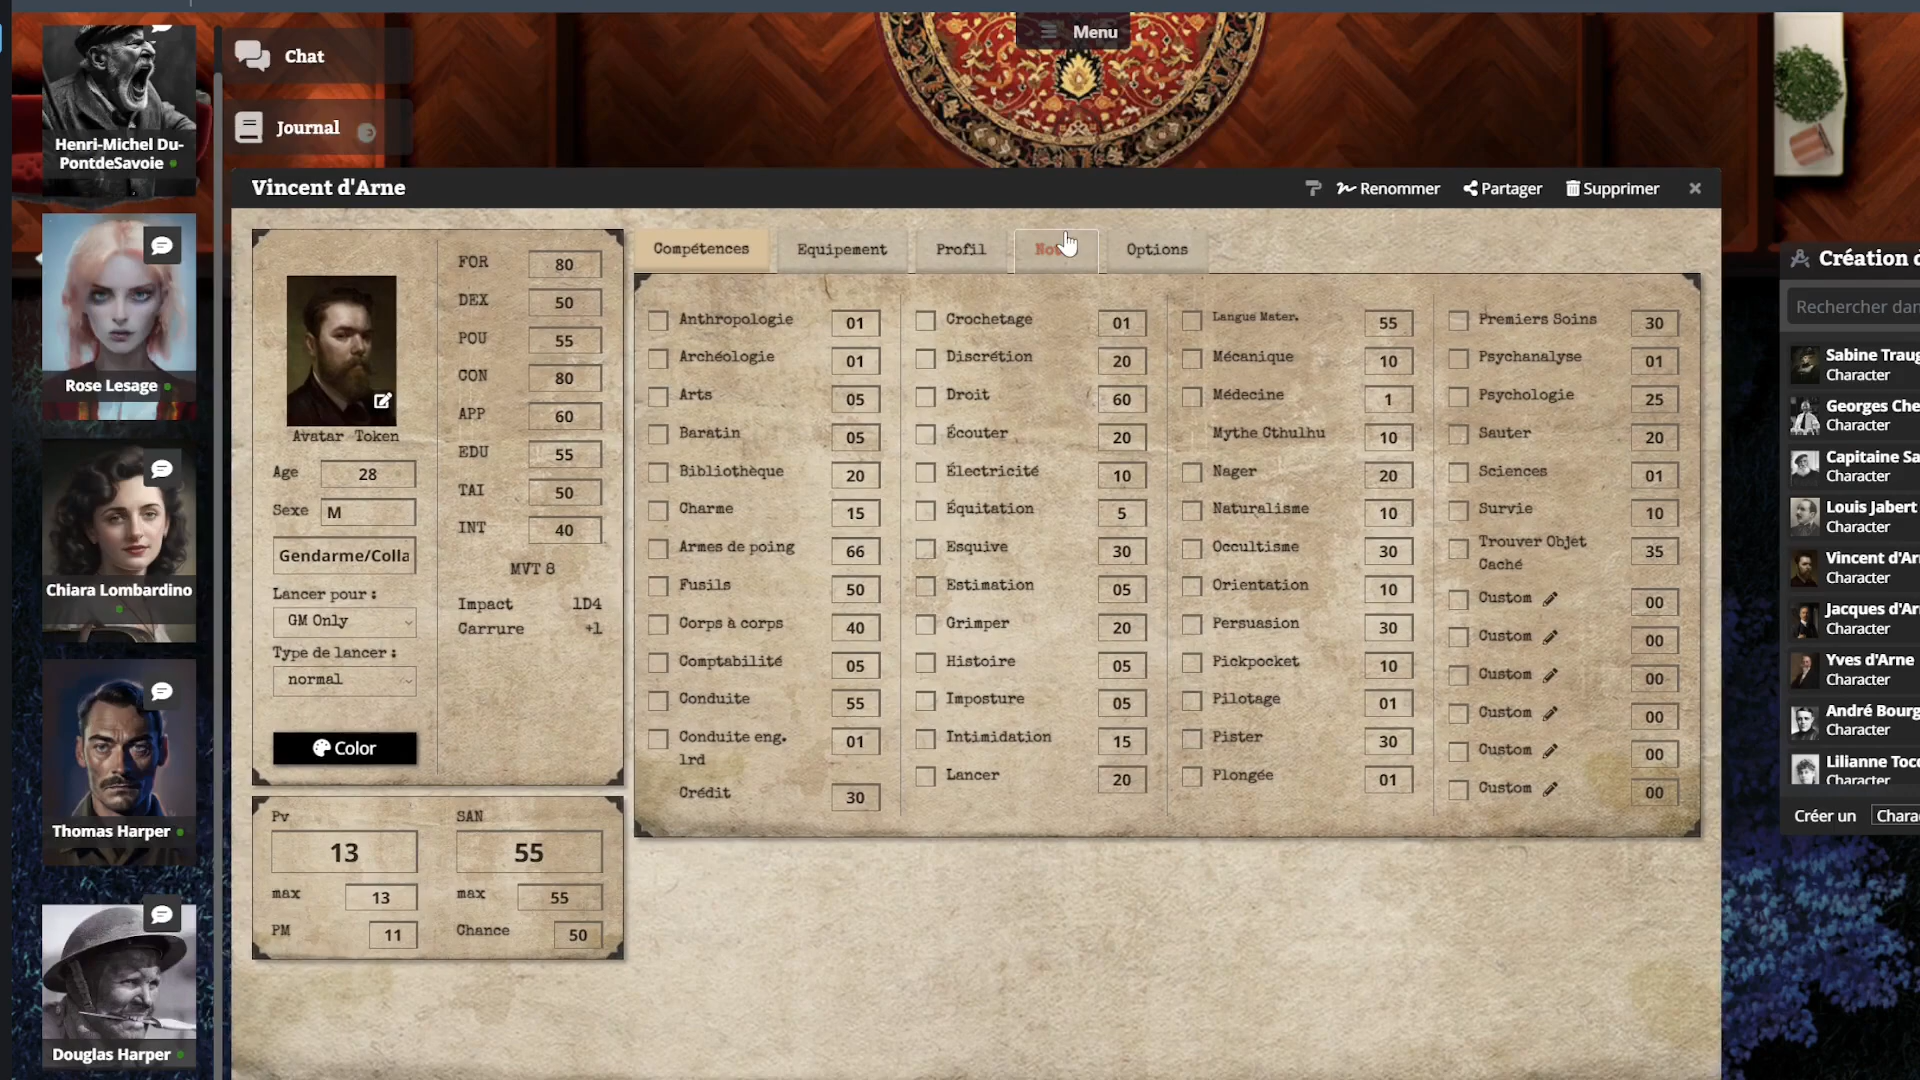 Menu
Chat
Journal
Henri-Michel Du-
PontdeSavoie
Rose Lesage
Chiara Lombardino
Thomas Harper
Douglas Harper
Vincent d'Arne
Renommer
Partager
Supprimer
Avatar Token
Age 28
Sexe M
Gendarme/Colla
Lancer pour :
GM Only
Type de lancer :
normal
Color
FOR 80
DEX 50
POU 55
CON 80
APP 60
EDU 55
TAI 50
INT 40
MVT 8
Impact 1D4
Carrure +1
Pv
13
max 13
PM 11
SAN
55
max 55
Chance 50
Compétences
Equipement
Profil
Options
Anthropologie 01
Archéologie 01
Arts 05
Baratin 05
Bibliothèque 20
Charme 15
Armes de poing 66
Fusils 50
Corps à corps 40
Comptabilité 05
Conduite 55
Conduite eng. 01
lrd
Crédit 30
Crochetage 01
Discrétion 20
Droit 60
Écouter 20
Électricité 10
Équitation 5
Esquive 30
Estimation 05
Grimper 20
Histoire 05
Imposture 05
Intimidation 15
Lancer 20
Langue Mater. 55
Mécanique 10
Médecine 1
Mythe Cthulhu 10
Nager 20
Naturalisme 10
Occultisme 30
Orientation 10
Persuasion 30
Pickpocket 10
Pilotage 01
Pister 30
Plongée 01
Premiers Soins 30
Psychanalyse 01
Psychologie 25
Sauter 20
Sciences 01
Survie 10
Trouver Objet 35
Caché
Custom 00
Custom 00
Custom 00
Custom 00
Custom 00
Custom 00
Création d
Rechercher dan
Sabine Traug
Character
Georges Che
Character
Capitaine Sa
Character
Louis Jabert
Character
Vincent d'Arn
Character
Jacques d'Arn
Character
Yves d'Arne
Character
André Bourg
Character
Lilianne Toco
Character
Créer un Charac